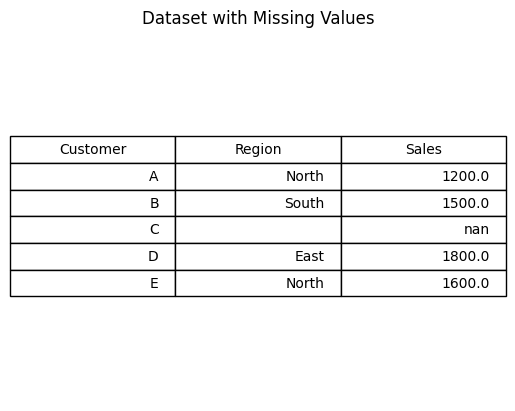 Dataset with Missing Values
Customer Region Sales
A North 1200.0
B South 1500.0
C nan
D East 1800.0
E North 1600.0